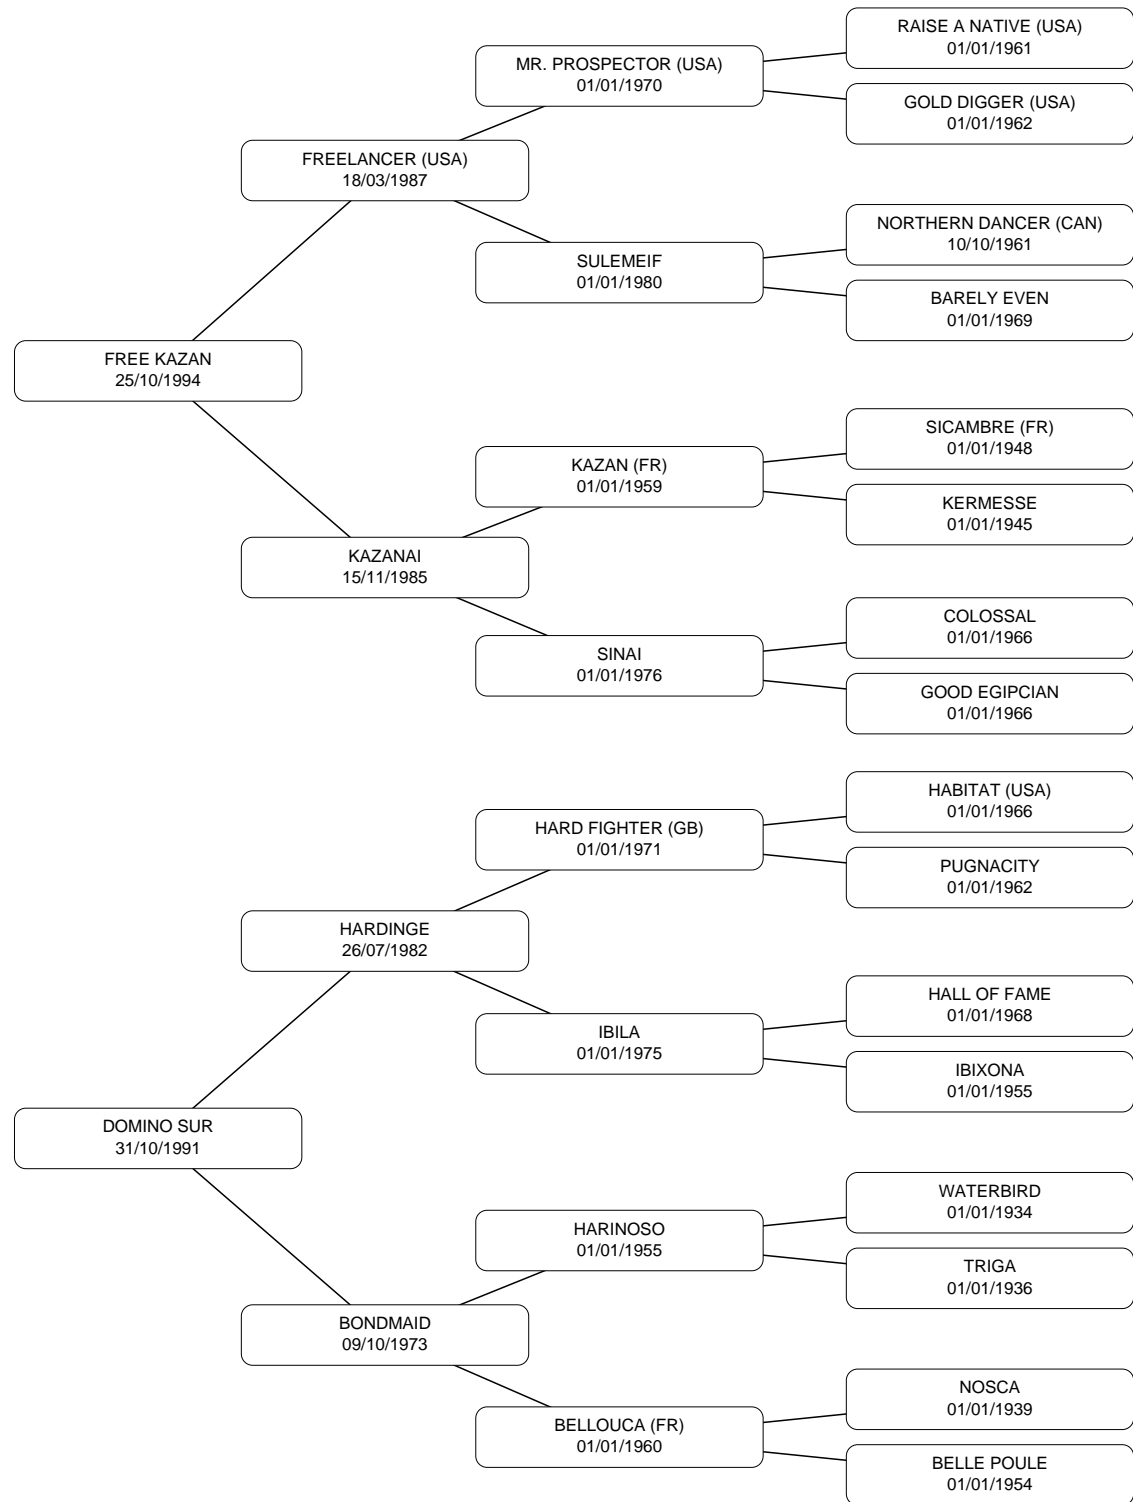 RAISE A NATIVE (USA)
01/01/1961
MR. PROSPECTOR (USA)
01/01/1970
GOLD DIGGER (USA)
01/01/1962
FREELANCER (USA)
18/03/1987
NORTHERN DANCER (CAN)
10/10/1961
SULEMEIF
01/01/1980
BARELY EVEN
01/01/1969
FREE KAZAN
25/10/1994
SICAMBRE (FR)
01/01/1948
KAZAN (FR)
01/01/1959
KERMESSE
01/01/1945
KAZANAI
15/11/1985
COLOSSAL
01/01/1966
SINAI
01/01/1976
GOOD EGIPCIAN
01/01/1966
HABITAT (USA)
01/01/1966
HARD FIGHTER (GB)
01/01/1971
PUGNACITY
01/01/1962
HARDINGE
26/07/1982
HALL OF FAME
01/01/1968
IBILA
01/01/1975
IBIXONA
01/01/1955
DOMINO SUR
31/10/1991
WATERBIRD
01/01/1934
HARINOSO
01/01/1955
TRIGA
01/01/1936
BONDMAID
09/10/1973
NOSCA
01/01/1939
BELLOUCA (FR)
01/01/1960
BELLE POULE
01/01/1954